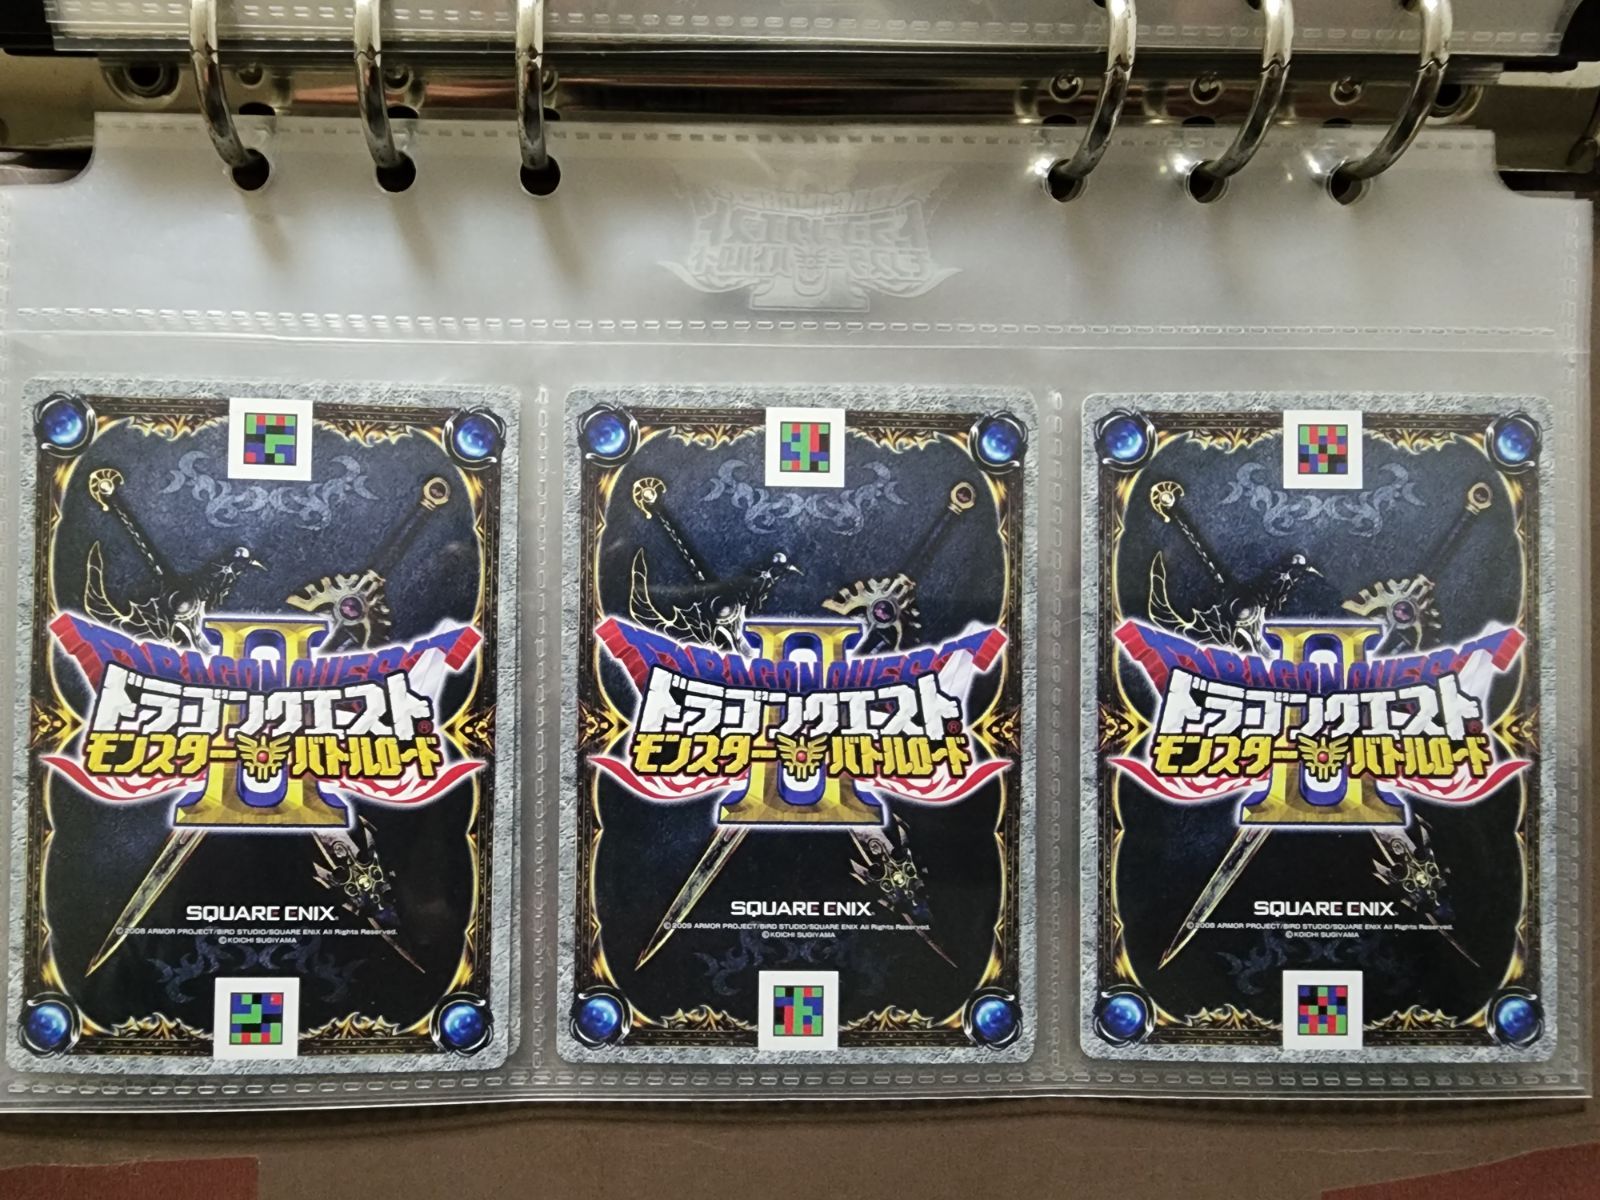 DRAGON QUEST
II
ドラゴンクエスト®
モンスター バトルロード
SQUARE ENIX
©2008 ARMOR PROJECT/BIRD STUDIO/SQUARE ENIX All Rights Reserved.
©KOICHI SUGIYAMA
DRAGON QUEST
II
ドラゴンクエスト®
モンスター バトルロード
SQUARE ENIX
©2009 ARMOR PROJECT/BIRD STUDIO/SQUARE ENIX All Rights Reserved.
©KOICHI SUGIYAMA
DRAGON QUEST
II
ドラゴンクエスト®
モンスター バトルロード
SQUARE ENIX
©2008 ARMOR PROJECT/BIRD STUDIO/SQUARE ENIX All Rights Reserved.
©KOICHI SUGIYAMA